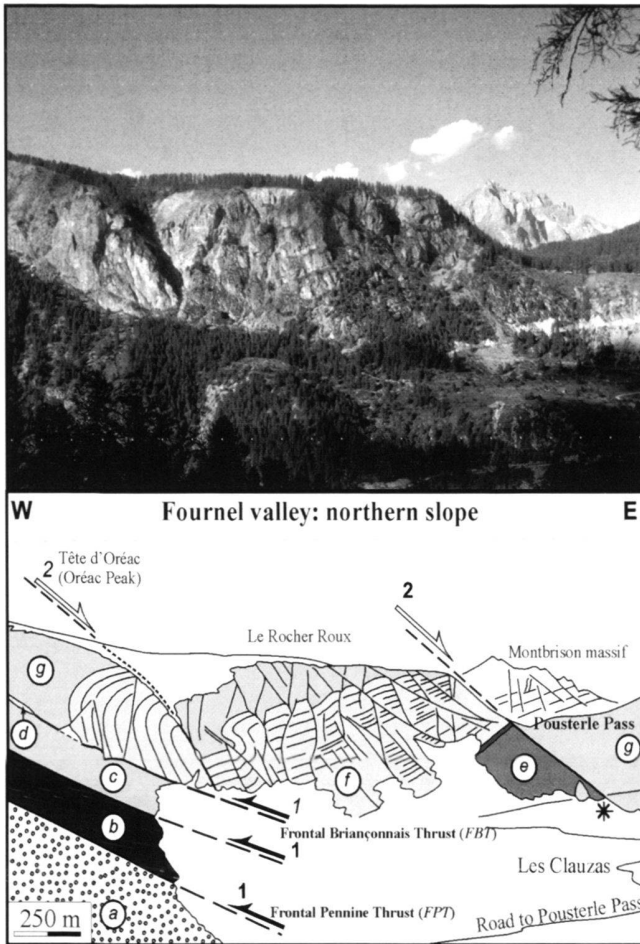 W Fournel valley: northern slope E
Tête d'Oréac
(Oréac Peak)
2
2
Le Rocher Roux
Montbrison massif
g
Pousterle Pass
d
g
e
c
f
1
b
Frontal Briançonnais Thrust (FBT)
1
Les Clauzas
1
Frontal Pennine Thrust (FPT)
a
250 m
Road to Pousterle Pass